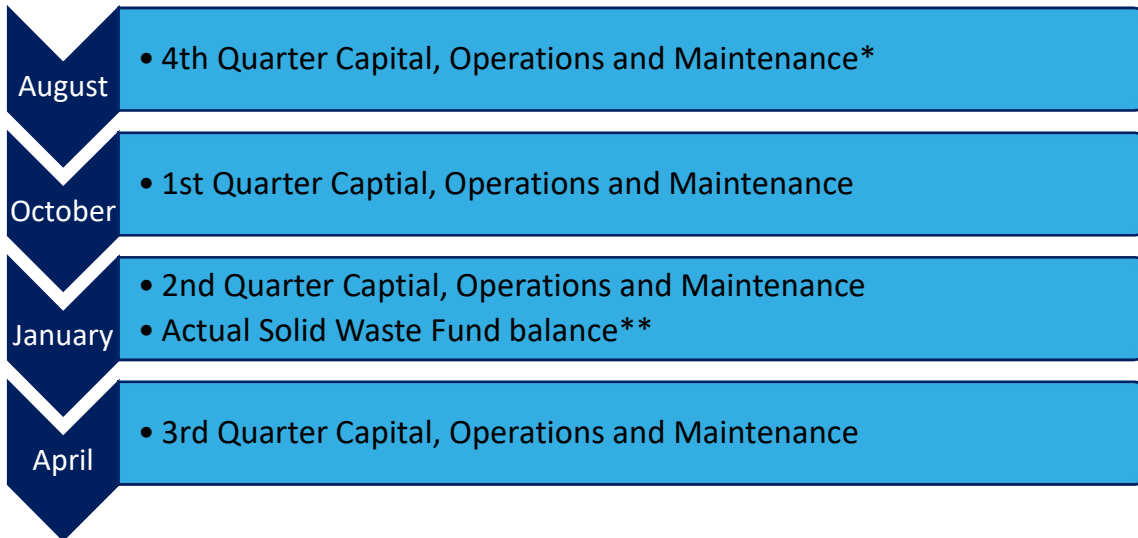 August
• 4th Quarter Capital, Operations and Maintenance*
October
• 1st Quarter Captial, Operations and Maintenance
January
• 2nd Quarter Captial, Operations and Maintenance
• Actual Solid Waste Fund balance**
April
• 3rd Quarter Capital, Operations and Maintenance